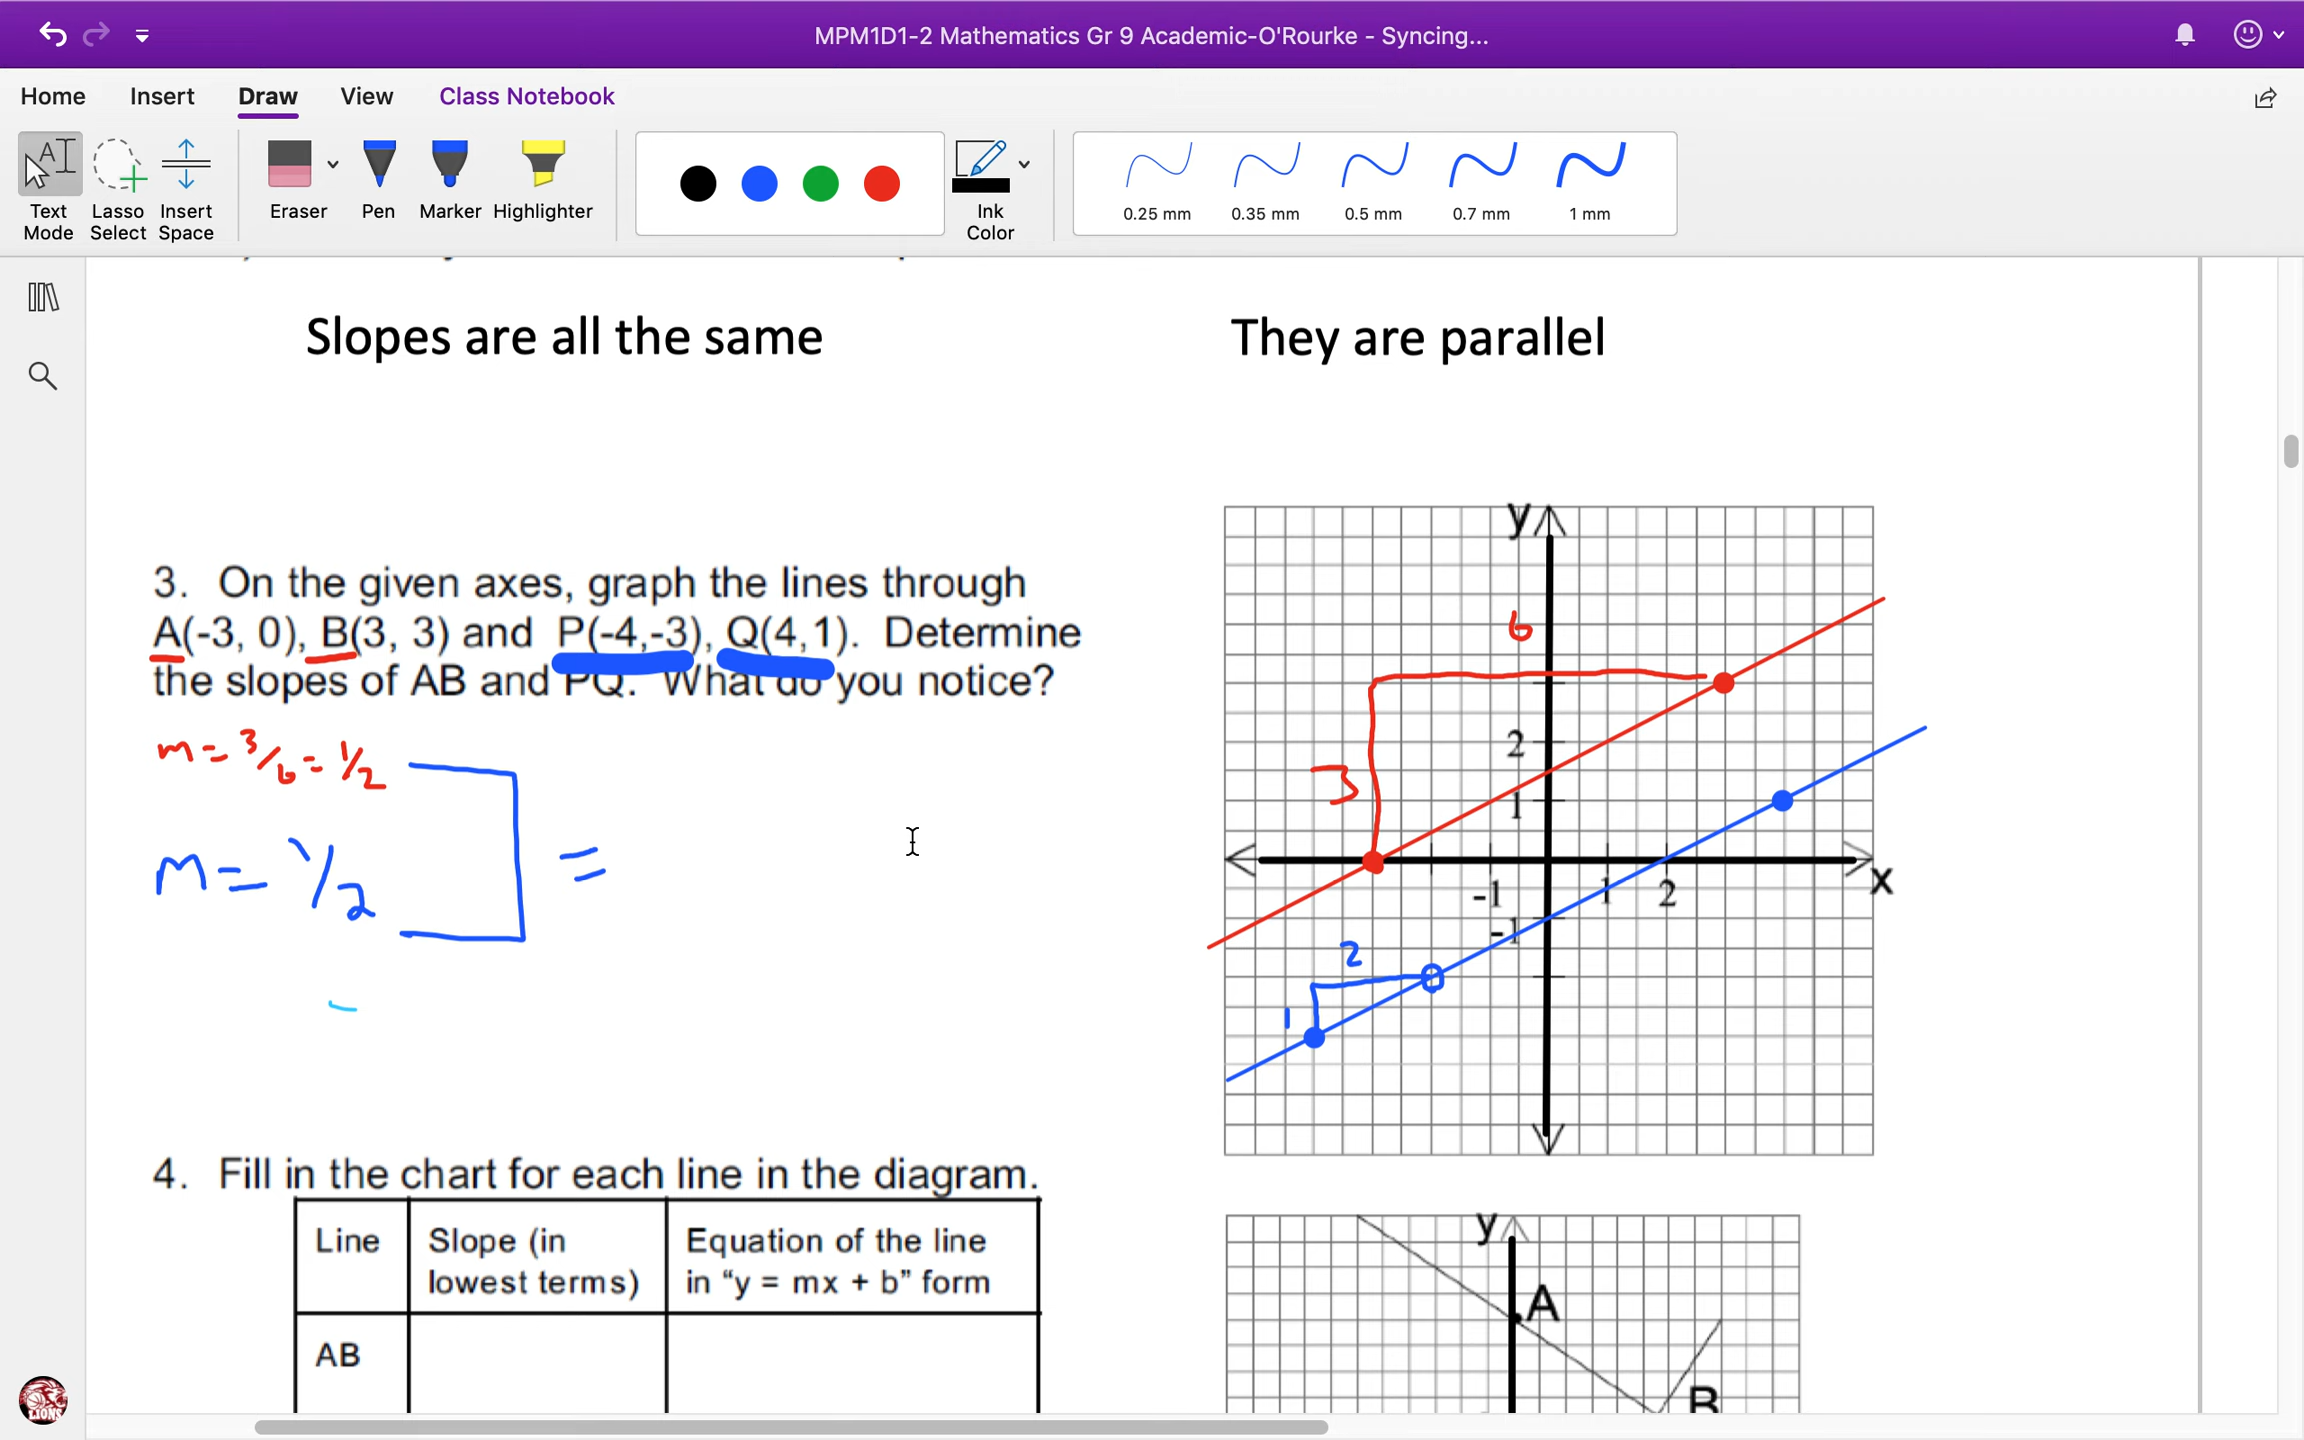 MPM1D1-2 Mathematics Gr 9 Academic-O'Rourke - Syncing...
Home Insert Draw View Class Notebook
Text Mode
Lasso Select
Insert Space
Eraser
Pen
Marker
Highlighter
Ink Color
0.25 mm
0.35 mm
0.5 mm
0.7 mm
1 mm
Slopes are all the same
They are parallel
3. On the given axes, graph the lines through
A(-3, 0), B(3, 3) and P(-4,-3), Q(4,1). Determine
the slopes of AB and PQ. What do you notice?
m = 3/6 = 1/2
m = 1/2
=
y
6
3
2
1
-1
1
2
x
-1
2
1
4. Fill in the chart for each line in the diagram.
Line
Slope (in
lowest terms)
Equation of the line
in "y = mx + b" form
AB
y
A
B
LIONS